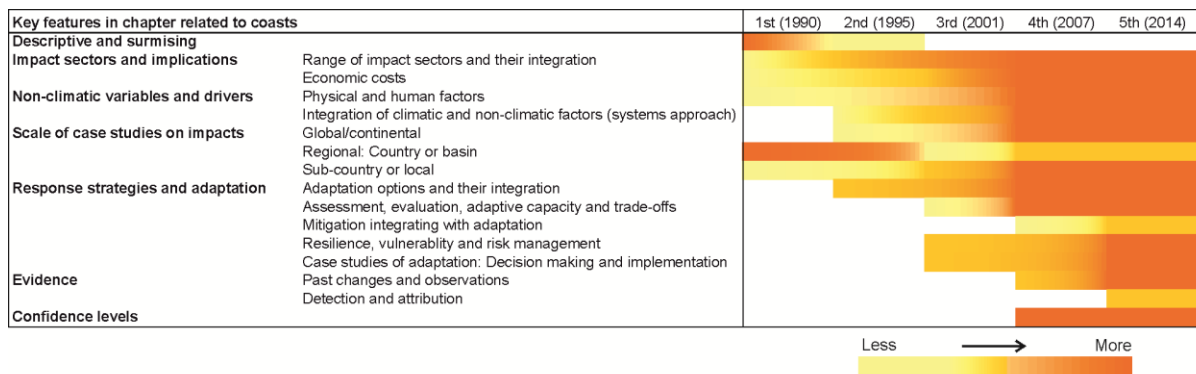 Key features in chapter related to coasts 1st (1990) 2nd (1995) 3rd (2001) 4th (2007) 5th (2014)
Descriptive and surmising
Impact sectors and implications Range of impact sectors and their integration
Economic costs
Non-climatic variables and drivers Physical and human factors
Integration of climatic and non-climatic factors (systems approach)
Scale of case studies on impacts Global/continental
Regional: Country or basin
Sub-country or local
Response strategies and adaptation Adaptation options and their integration
Assessment, evaluation, adaptive capacity and trade-offs
Mitigation integrating with adaptation
Resilience, vulnerablity and risk management
Case studies of adaptation: Decision making and implementation
Evidence Past changes and observations
Detection and attribution
Confidence levels
Less More